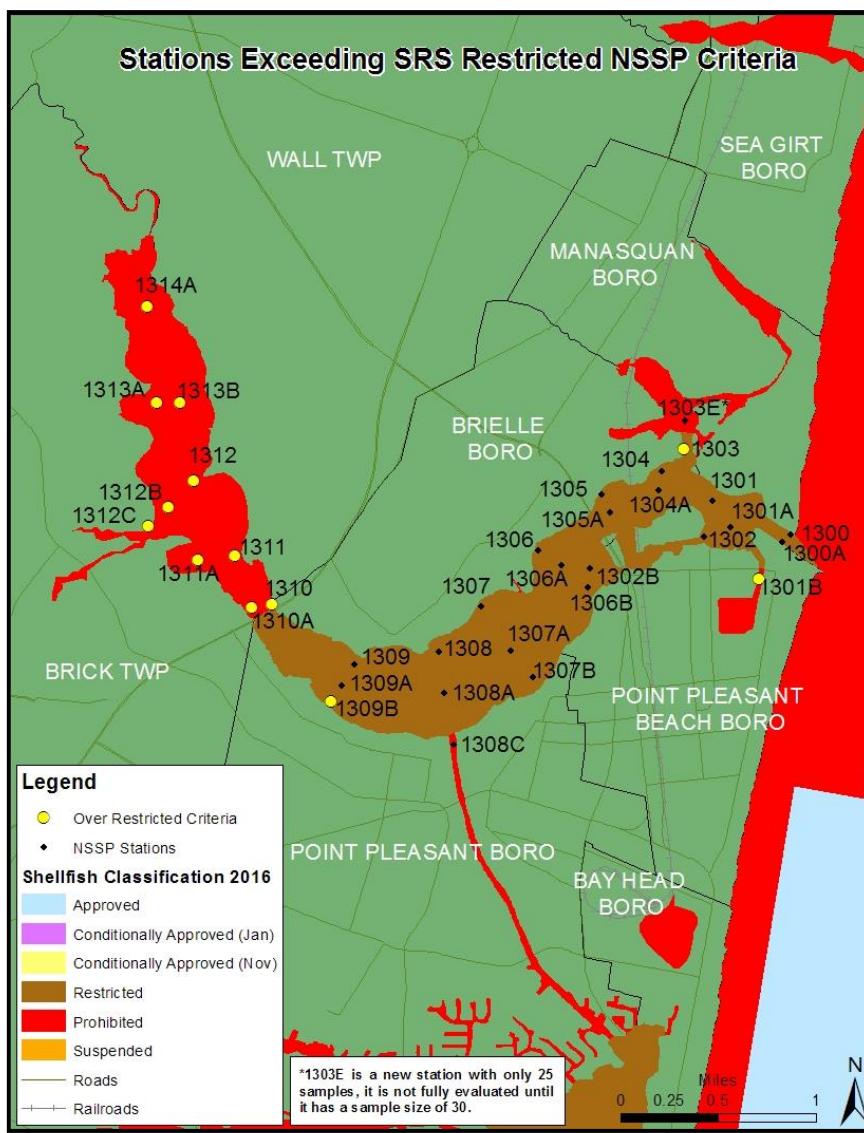 Stations Exceeding SRS Restricted NSSP Criteria
WALL TWP
SEA GIRT
BORO
MANASQUAN
BORO
1314A
1313A
1313B
1303E*
BRIELLE
BORO
1303
1312
1304
1312B
1305
1304A
1301
1312C
1305A
1301A
1311
1306
1302
1300
1300A
1311A
1306A
1302B
1310
1307
1306B
1301B
1310A
1307A
BRICK TWP
1309
1308
1307B
1309A
1308A
POINT PLEASANT
BEACH BORO
1309B
1308C
Legend
Over Restricted Criteria
NSSP Stations
Shellfish Classification 2016
Approved
Conditionally Approved (Jan)
Conditionally Approved (Nov)
Restricted
Prohibited
Suspended
Roads
Railroads
POINT PLEASANT BORO
BAY HEAD
BORO
*1303E is a new station with only 25
samples, it is not fully evaluated until
it has a sample size of 30.
Miles
0 0.25 0.5 1
N